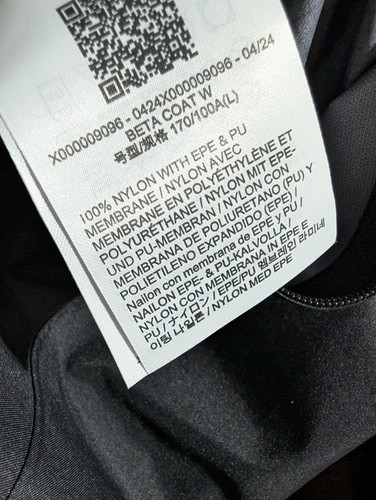 X000009096 - 0424X000009096 - 04/24
BETA COAT W
号型/规格 170/100A(L)
100% NYLON WITH EPE & PU
MEMBRANE / NYLON AVEC
MEMBRANE EN POLYÉTHYLÈNE ET
POLYURÉTHANE / NYLON MIT EPE-
UND PU-MEMBRAN / NYLON CON
MEMBRANA DE POLIURETANO (PU) Y
POLIETILENO EXPANDIDO (EPE) /
Nailon con membrana de EPE y PU /
NAILON EPE & PU-KALVOLLA /
NYLON CON MEMBRANA IN EPE E
PU / ナイロン / EPE/PU 멤브레인 라미네
이팅 나일론 / NYLON MED EPE